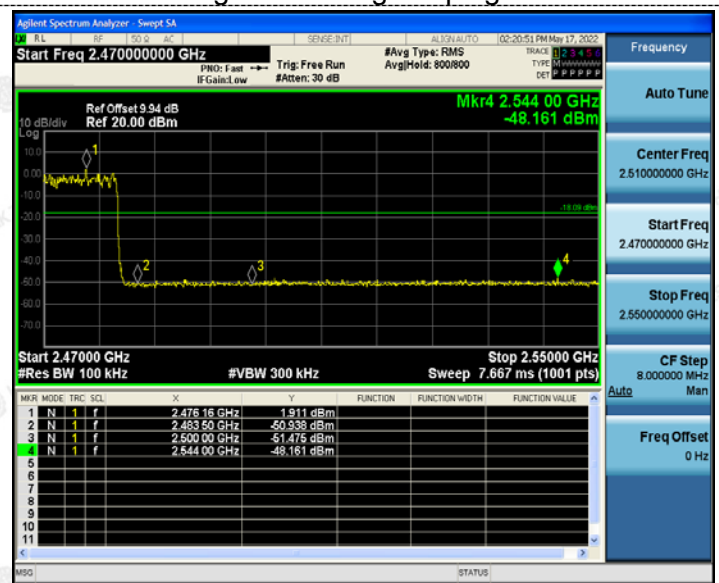 Agilent Spectrum Analyzer - Swept SA
RL RF 50 Ω AC SENSE:INT ALIGNAUTO 02:20:51 PM May 17, 2022
Start Freq 2.470000000 GHz
PNO: Fast
IFGain:Low
Trig: Free Run
#Atten: 30 dB
#Avg Type: RMS
Avg|Hold: 800/800
TRACE 1 2 3 4 5 6
TYPE M
DET P P P P P P
Ref Offset 9.94 dB
Ref 20.00 dBm
10 dB/div
Log
Mkr4 2.544 00 GHz
-48.161 dBm
10.0
0.00
-10.0
-20.0
-30.0
-40.0
-50.0
-60.0
-70.0
1
2
3
4
-18.09 dBm
Start 2.47000 GHz
Stop 2.55000 GHz
#Res BW 100 kHz
#VBW 300 kHz
Sweep 7.667 ms (1001 pts)
MKR MODE TRC SCL X Y FUNCTION FUNCTION WIDTH FUNCTION VALUE
1 N 1 f 2.476 16 GHz 1.911 dBm
2 N 1 f 2.483 50 GHz -50.938 dBm
3 N 1 f 2.500 00 GHz -51.475 dBm
4 N 1 f 2.544 00 GHz -48.161 dBm
5
6
7
8
9
10
11
MSG
STATUS
Frequency
Auto Tune
Center Freq
2.510000000 GHz
Start Freq
2.470000000 GHz
Stop Freq
2.550000000 GHz
CF Step
8.000000 MHz
Auto Man
Freq Offset
0 Hz